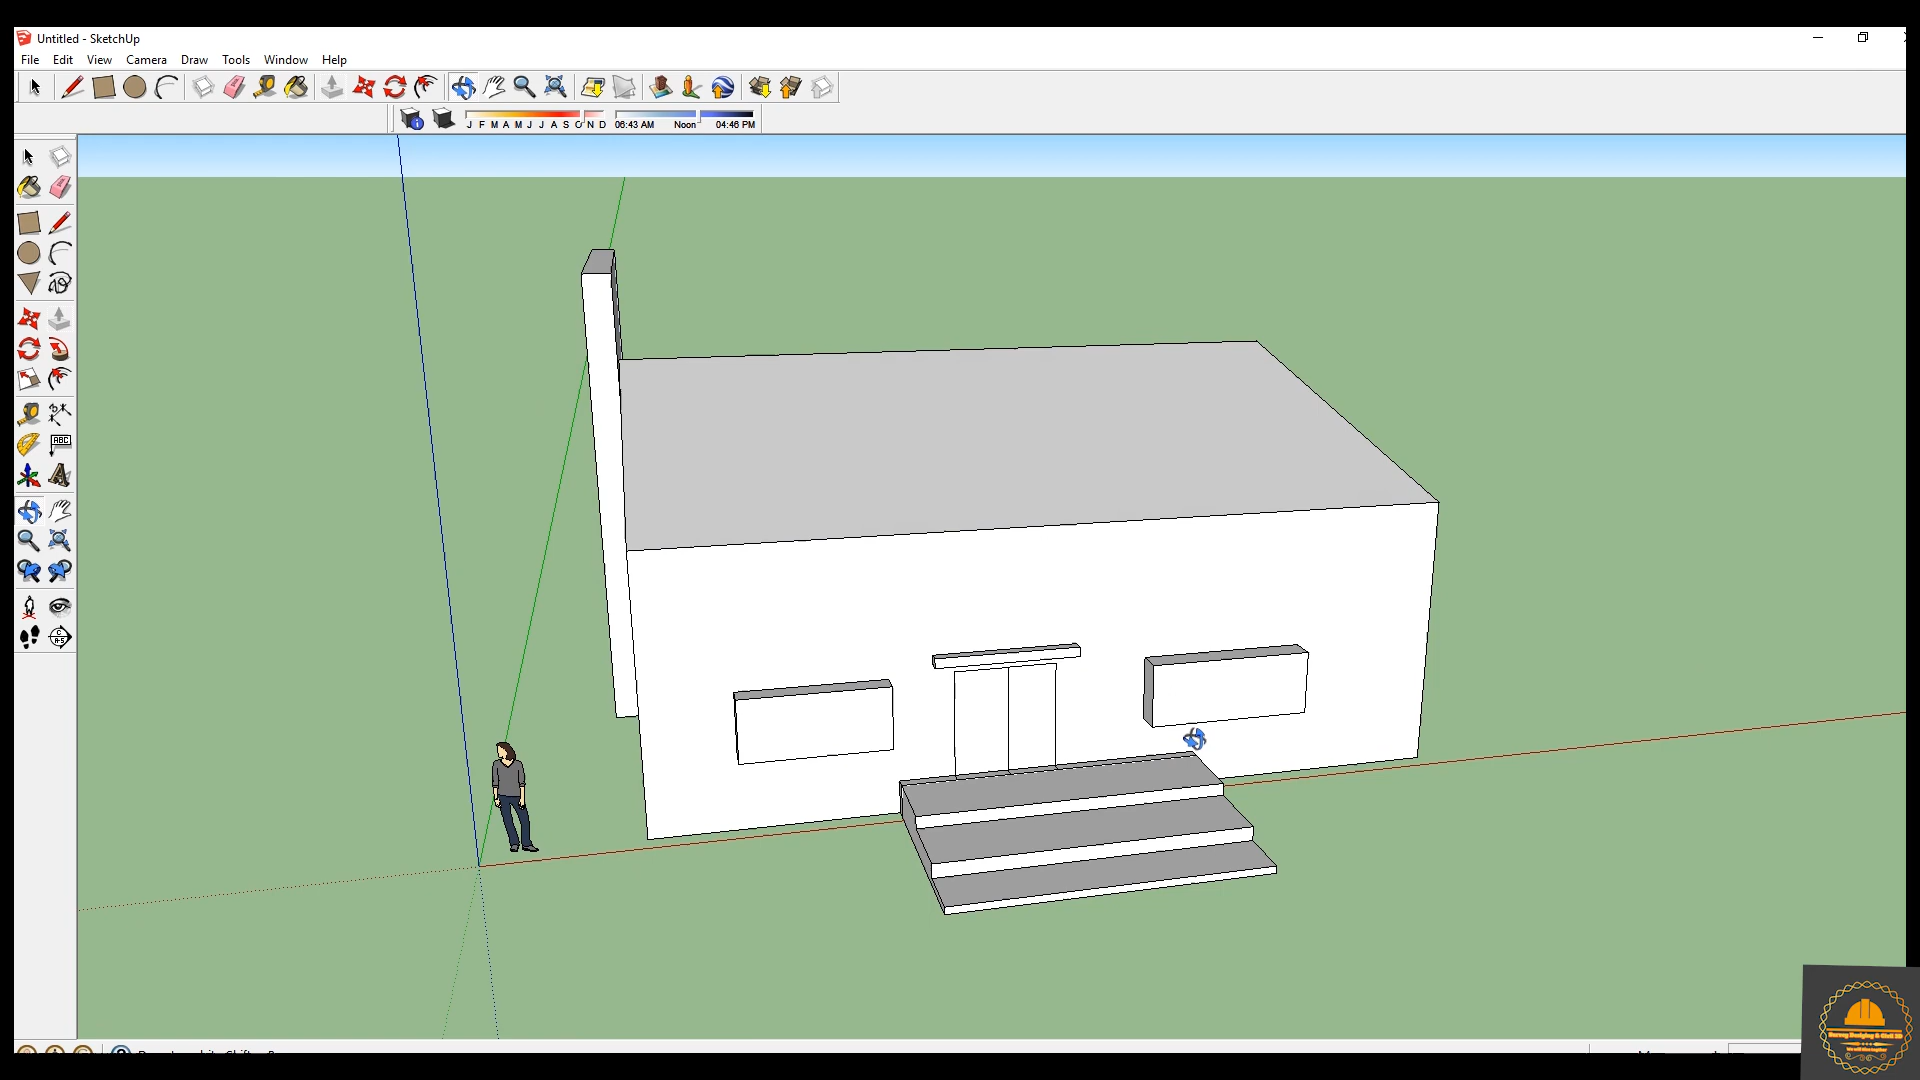 Untitled - SketchUp
File Edit View Camera Draw Tools Window Help
J F M A M J J A S O N D 06:43 AM Noon 04:46 PM
ABC